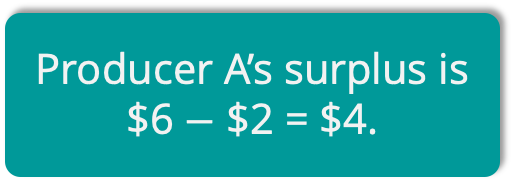 Producer A’s surplus is
$6 – $2 = $4.